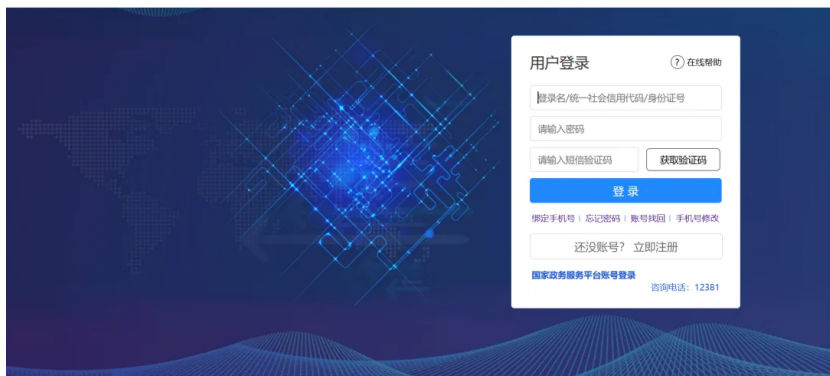 用户登录
? 在线帮助
登录名/统一社会信用代码/身份证号
请输入密码
请输入短信验证码
获取验证码
登 录
绑定手机号 | 忘记密码 | 账号找回 | 手机号修改
还没账号? 立即注册
国家政务服务平台账号登录
咨询电话：12381